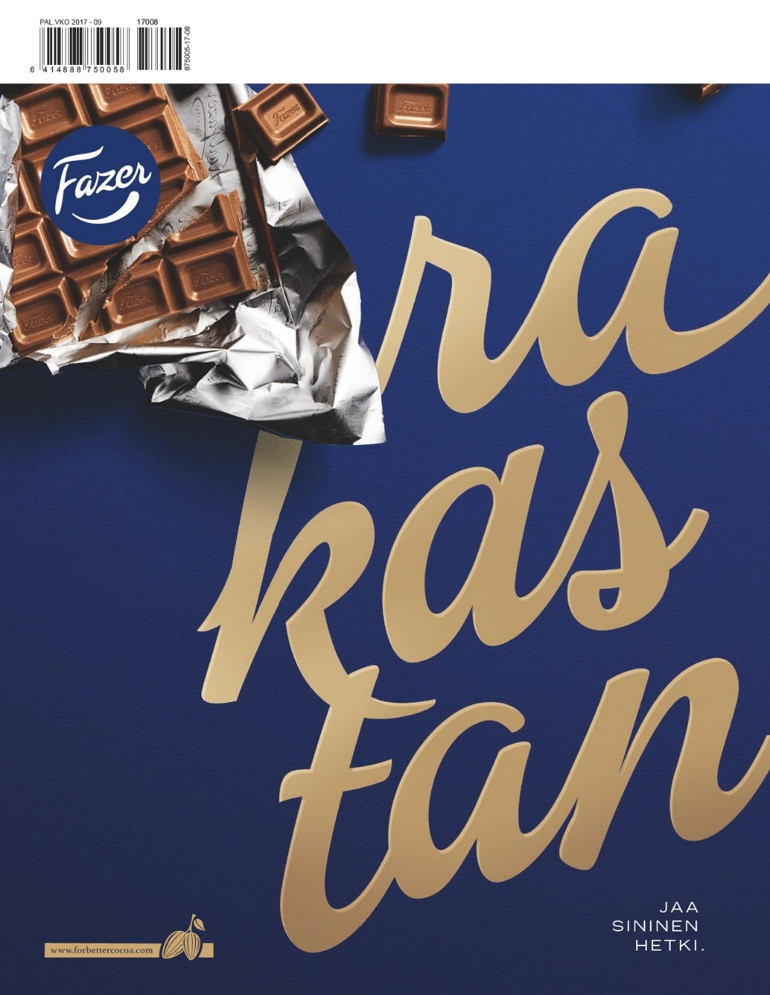 PAL.VKO 2017 - 09
17008
6 414888 750058
875005-17-08
Fazer
ra
kas
tan
JAA
SININEN
HETKI.
www.forbettercocoa.com